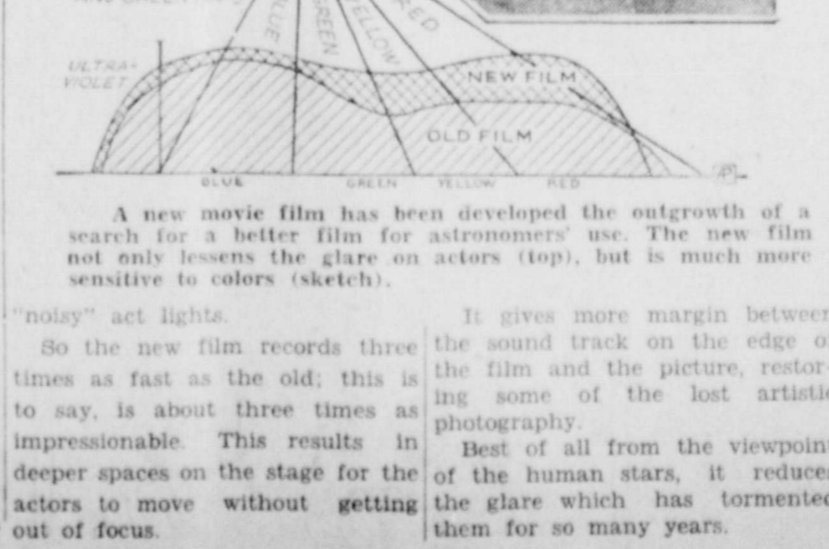 BLUE
GREEN
YELLOW
RED
ULTRA-
VIOLET
NEW FILM
OLD FILM
BLUE GREEN YELLOW RED
A new movie film has been developed the outgrowth of a
search for a better film for astronomers' use. The new film
not only lessens the glare on actors (top), but is much more
sensitive to colors (sketch).
"noisy" act lights.
So the new film records three
times as fast as the old; this is
to say, is about three times as
impressionable. This results in
deeper spaces on the stage for the
actors to move without getting
out of focus.
It gives more margin between
the sound track on the edge o
the film and the picture, restor-
ing some of the lost artistic
photography.
Best of all from the viewpoint
of the human stars, it reduces
the glare which has tormented
them for so many years.